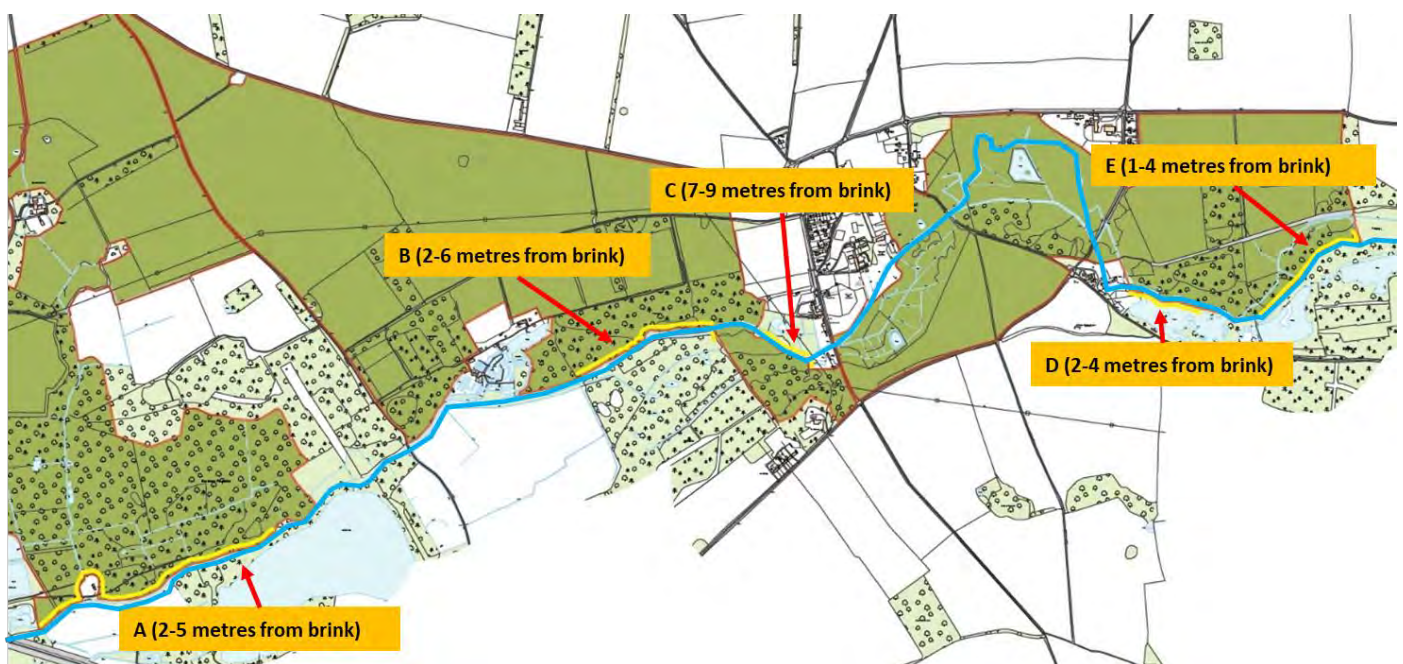 E (1-4 metres from brink)
C (7-9 metres from brink)
B (2-6 metres from brink)
D (2-4 metres from brink)
A (2-5 metres from brink)